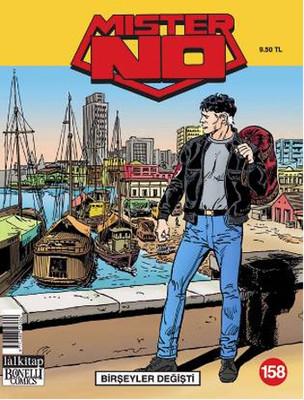 MISTER
NO
9.50 TL
lalkitap
BONELLI
COMICS
BİRŞEYLER DEĞİŞTİ
158